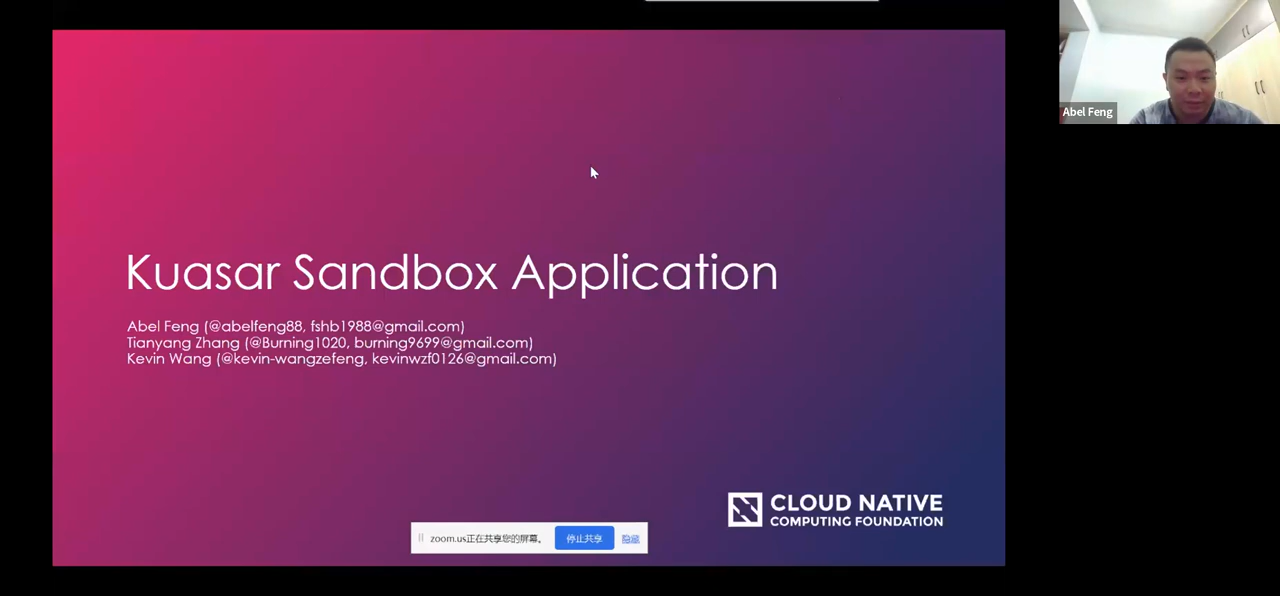 Abel Feng
Kuasar Sandbox Application
Abel Feng (@abelfeng88, fshb1988@gmail.com)
Tianyang Zhang (@Burning1020, burning9699@gmail.com)
Kevin Wang (@kevin-wangzefeng, kevinwzf0126@gmail.com)
CLOUD NATIVE
COMPUTING FOUNDATION
zoom.us正在共享您的屏幕。 停止共享 隐藏